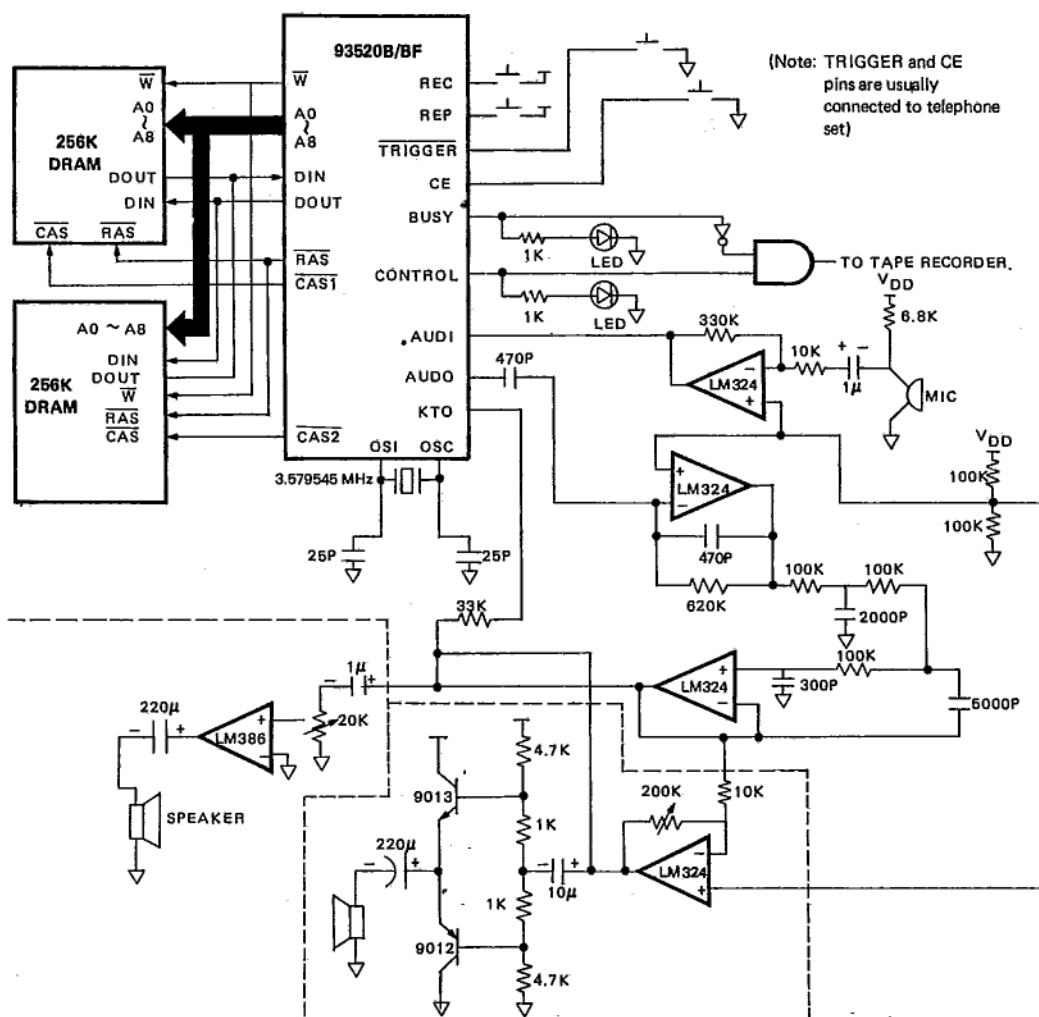 93520B/BF
(Note: TRIGGER and CE
pins are usually
connected to telephone
set)
W
A0
~
A8
256K
DRAM
DOUT
DIN
CAS
RAS
W
A0
~
A8
DIN
DOUT
RAS
CAS1
CAS2
OSI
OSC
REC
REP
TRIGGER
CE
BUSY
CONTROL
AUDI
AUDO
KTO
A0 ~ A8
DIN
DOUT
W
RAS
CAS
256K
DRAM
1K
LED
1K
LED
TO TAPE RECORDER.
VDD
6.8K
330K
10K
+ -
1μ
MIC
-
LM324
+
470P
VDD
100K
100K
+
LM324
-
470P
620K
100K
100K
2000P
3.579545 MHz
25P
25P
33K
100K
+
LM324
-
300P
5000P
- 1μ +
220μ
- +
+
LM386
-
20K
SPEAKER
4.7K
10K
200K
9013
1K
220μ
- +
- +
10μ
-
LM324
+
1K
9012
4.7K